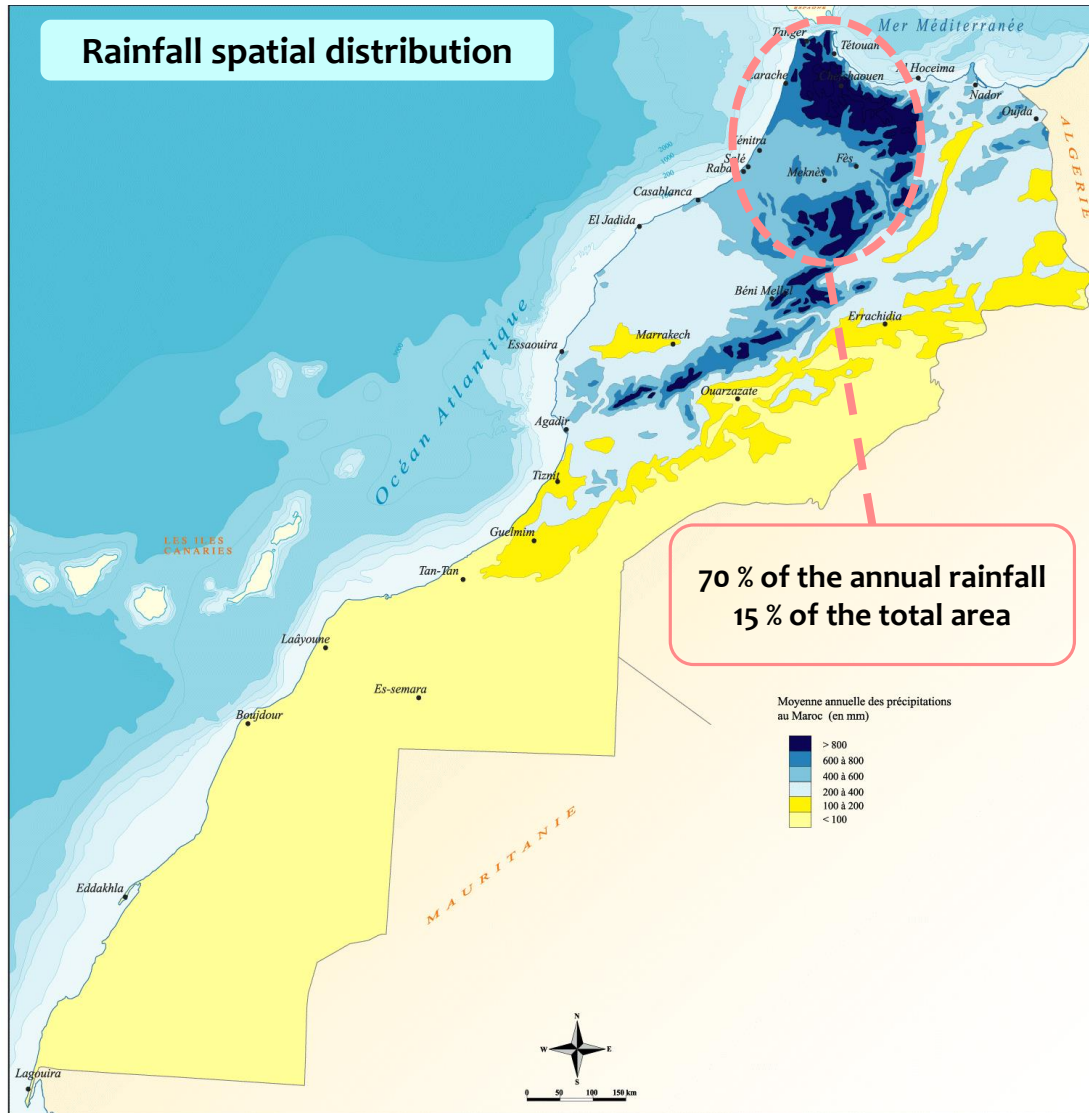 Rainfall spatial distribution
Mer Méditerranée
Tanger
Tétouan
Al Hoceima
Larache
Chefchaouen
Nador
Oujda
ALGERIE
Kénitra
Salé
Rabat
Fès
Meknès
Casablanca
El Jadida
Océan Atlantique
Béni Mellal
Errachidia
Marrakech
Essaouira
Ouarzazate
Agadir
Tiznit
LES ILES
CANARIES
Guelmim
Tan-Tan
70 % of the annual rainfall
15 % of the total area
Laâyoune
Es-semara
Boujdour
Moyenne annuelle des précipitations
au Maroc (en mm)
> 800
600 à 800
400 à 600
200 à 400
100 à 200
< 100
MAURITANIE
Eddakhla
Lagouira
N
W
E
S
0 50 100 150 km
2000
1000
200